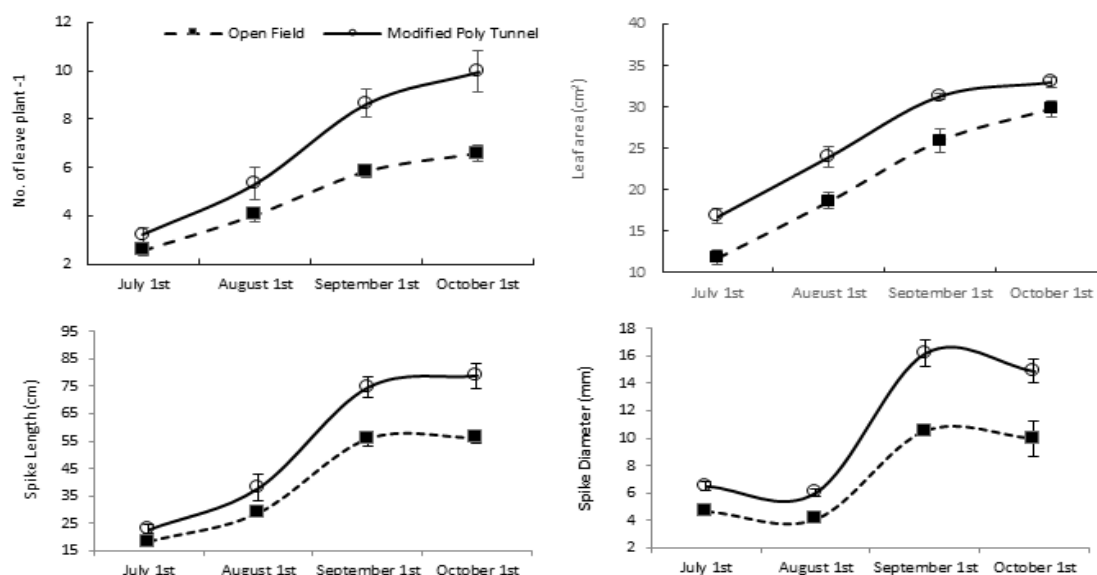 12
10
8
6
4
2
No. of leave plant -1
Open Field
Modified Poly Tunnel
July 1st
August 1st
September 1st
October 1st
40
35
30
25
20
15
10
Leaf area (cm²)
July 1st
August 1st
September 1st
October 1st
95
85
75
65
55
45
35
25
15
Spike Length (cm)
July 1st
August 1st
September 1st
October 1st
18
16
14
12
10
8
6
4
2
Spike Diameter (mm)
July 1st
August 1st
September 1st
October 1st